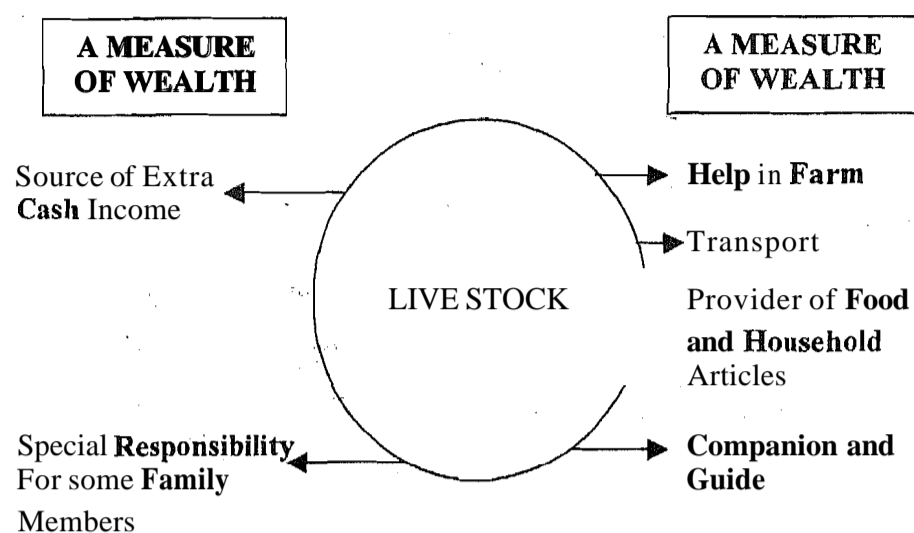 A MEASURE
OF WEALTH
A MEASURE
OF WEALTH
Source of Extra
Cash Income
Help in Farm
Transport
LIVE STOCK
Provider of Food
and Household
Articles
Special Responsibility
For some Family
Members
Companion and
Guide